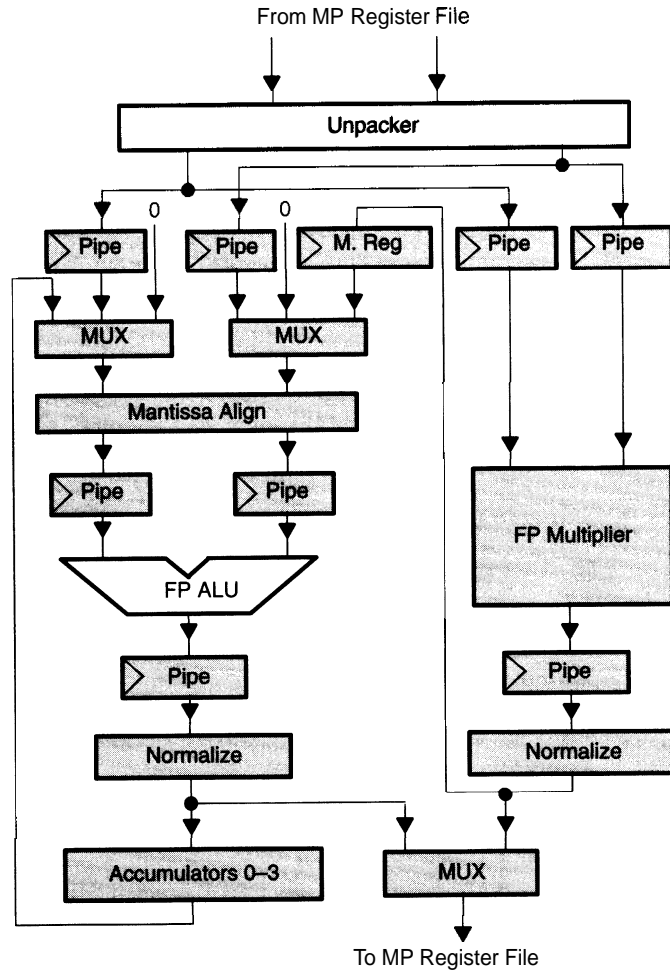 From MP Register File
Unpacker
0
0
Pipe
Pipe
M. Reg
Pipe
Pipe
MUX
MUX
Mantissa Align
Pipe
Pipe
FP Multiplier
FP ALU
Pipe
Pipe
Normalize
Normalize
Accumulators 0–3
MUX
To MP Register File